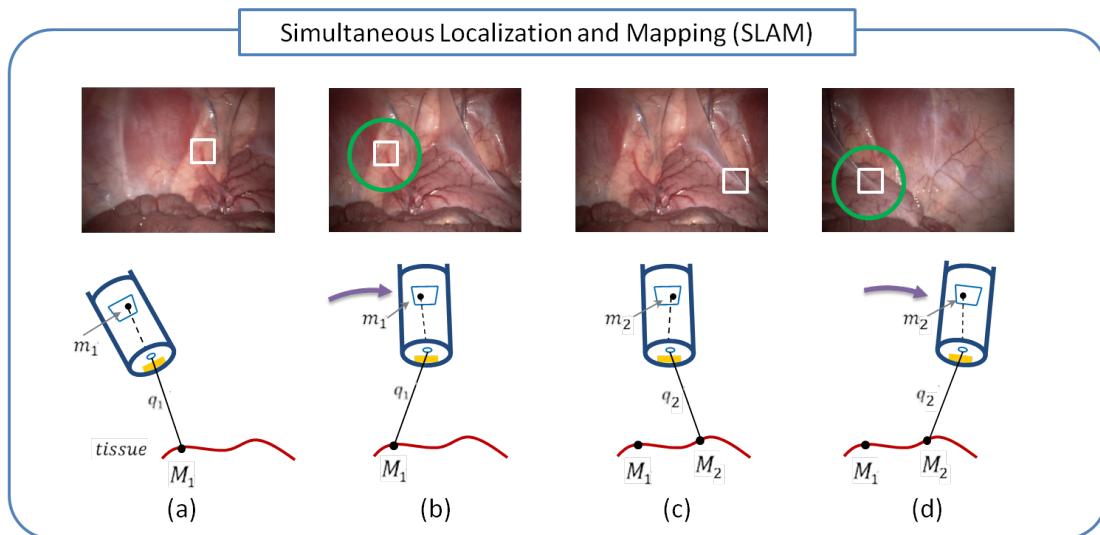 Simultaneous Localization and Mapping (SLAM)
m₁ m₁ m₂ m₂
q₁ q₁ q₂ q₂
tissue
M₁ M₁ M₁ M₂ M₁ M₂
(a) (b) (c) (d)